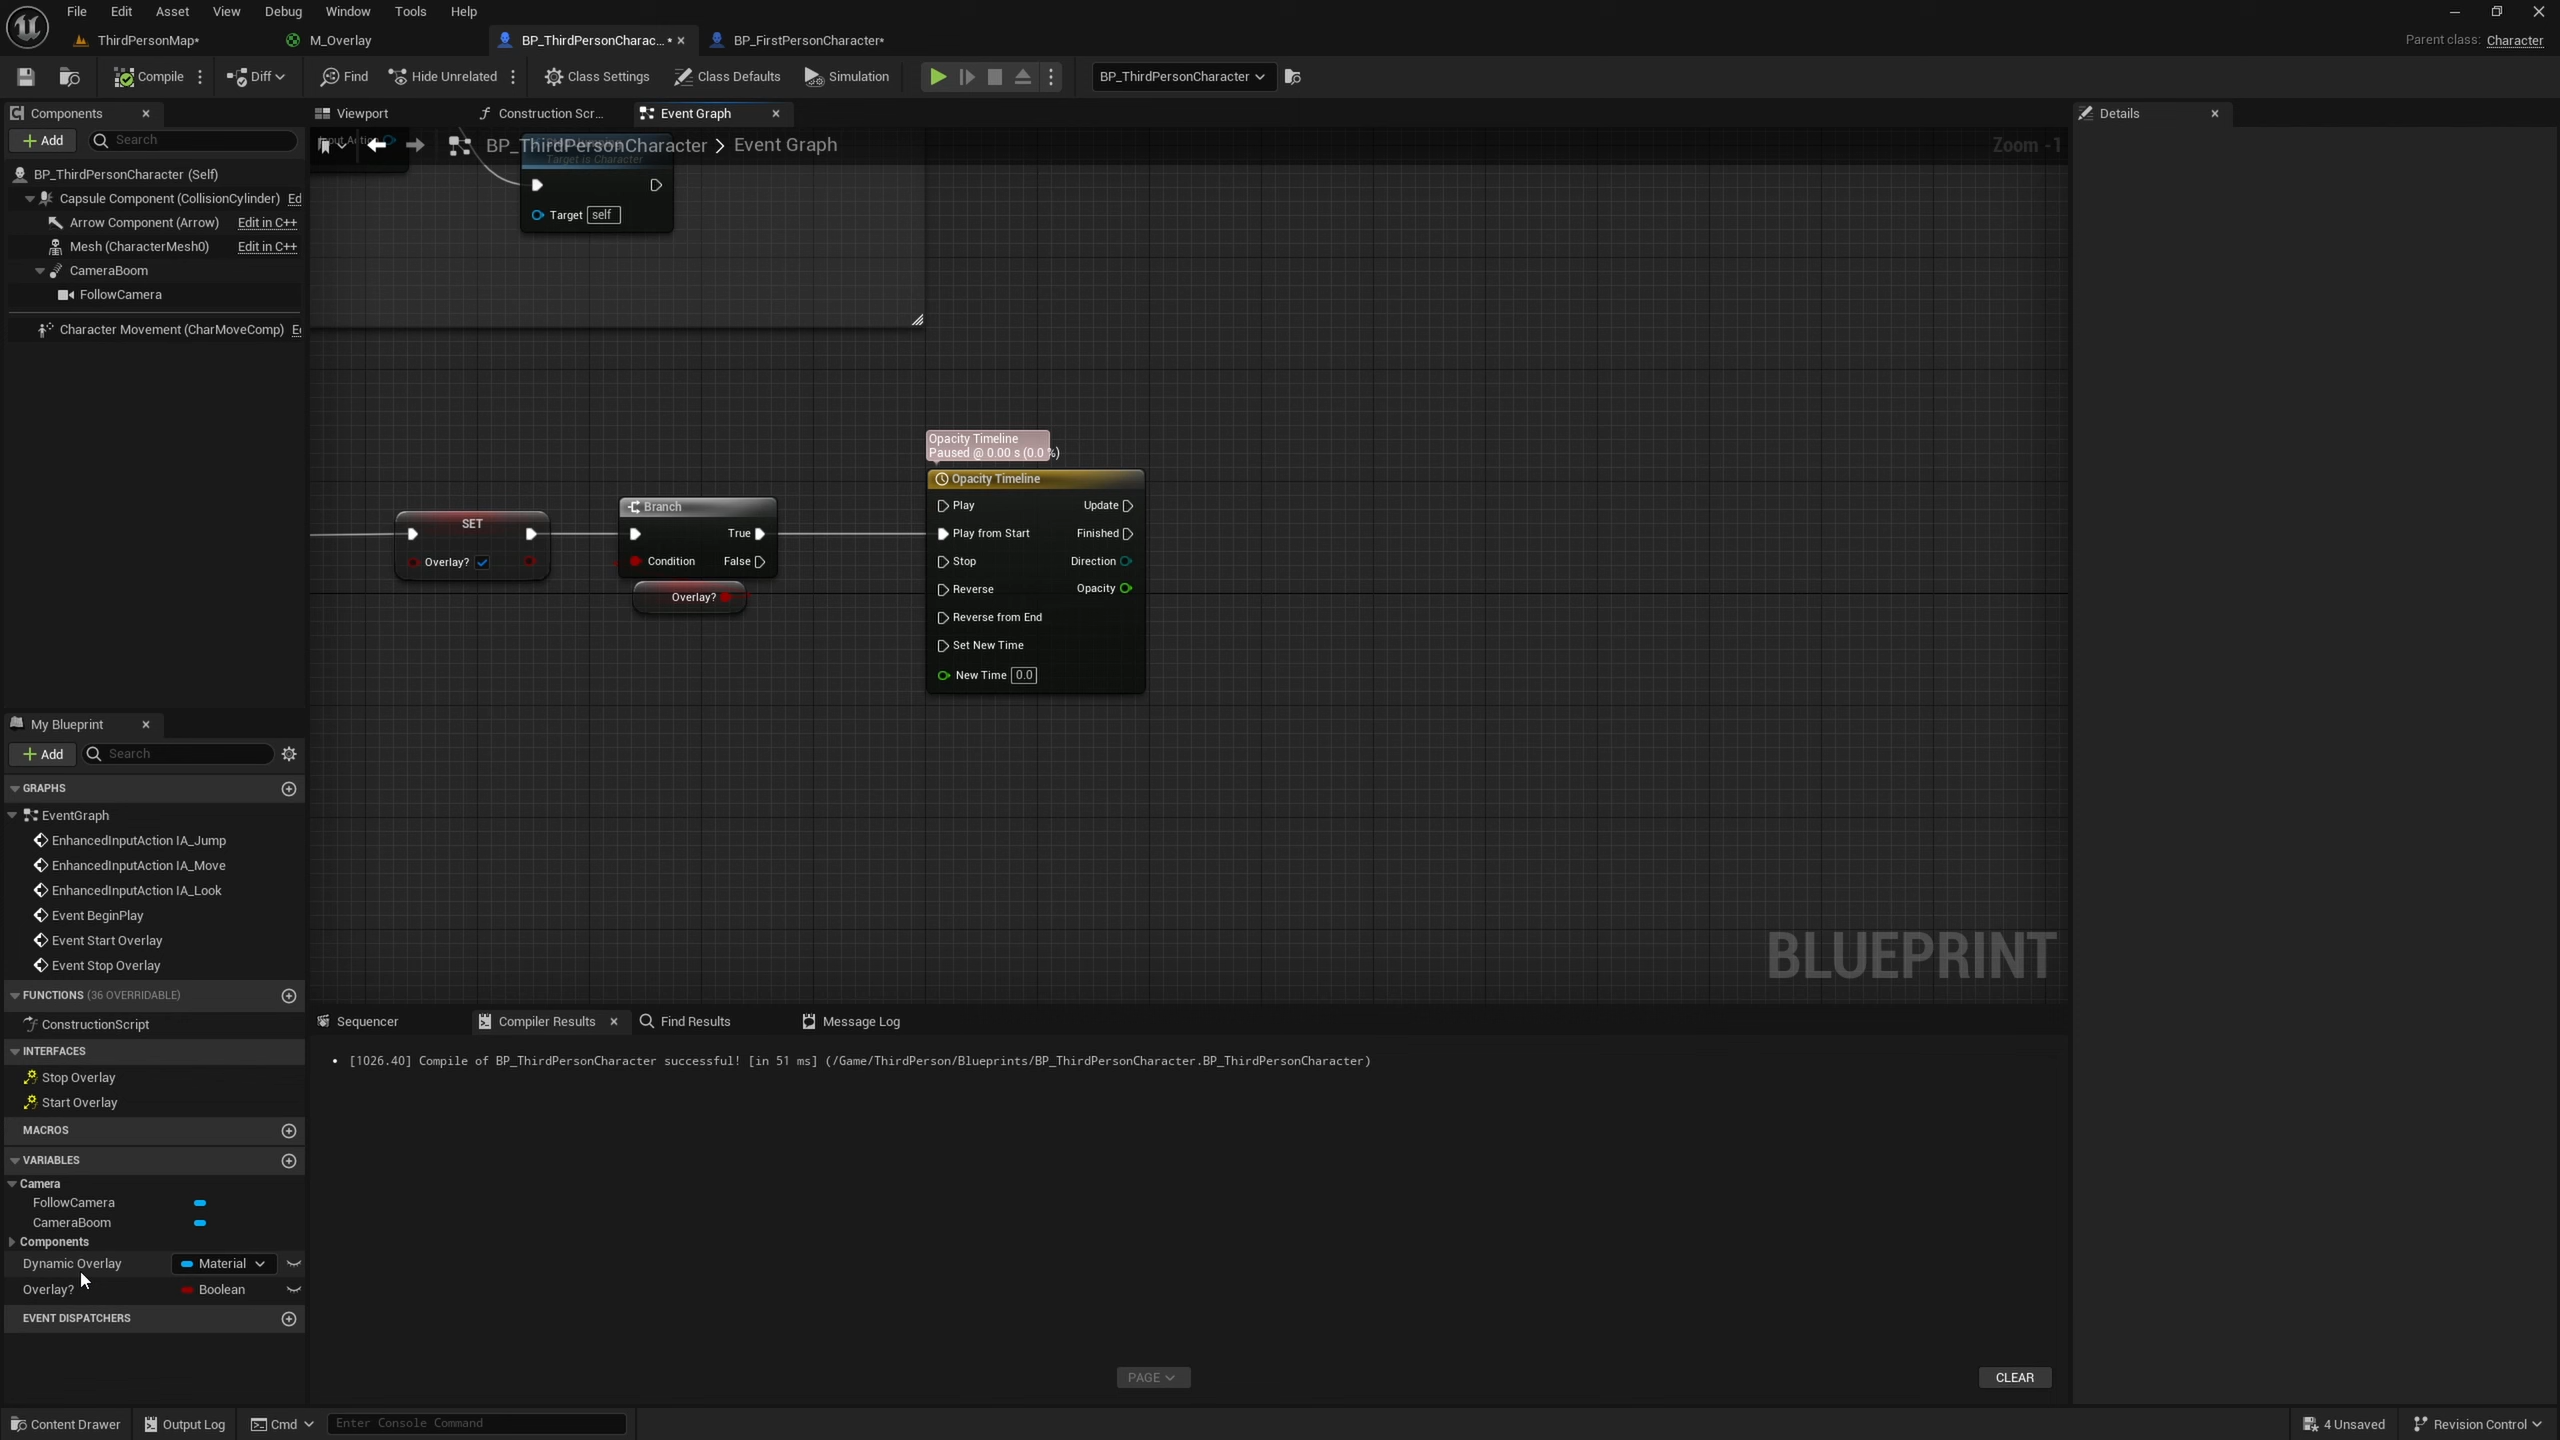 File Edit Asset View Debug Window Tools Help
ThirdPersonMap* M_Overlay BP_ThirdPersonCharac... * BP_FirstPersonCharacter* Parent class: Character
Compile Diff Find Hide Unrelated Class Settings Class Defaults Simulation BP_ThirdPersonCharacter
Components Viewport Construction Scr... Event Graph Details
Add Search
BP_ThirdPersonCharacter > Event Graph Zoom -1
Target is Character
BP_ThirdPersonCharacter (Self)
Capsule Component (CollisionCylinder) Ed
Arrow Component (Arrow) Edit in C++
Mesh (CharacterMesh0) Edit in C++
CameraBoom
FollowCamera
Character Movement (CharMoveComp)
Target self
Opacity Timeline
Paused @ 0.00 s (0.0 %)
Opacity Timeline
Play Update
Play from Start Finished
Stop Direction
Reverse Opacity
Reverse from End
Set New Time
New Time 0.0
SET
Overlay?
Branch
True
Condition False
Overlay?
BLUEPRINT
My Blueprint
Add Search
GRAPHS
EventGraph
EnhancedInputAction IA_Jump
EnhancedInputAction IA_Move
EnhancedInputAction IA_Look
Event BeginPlay
Event Start Overlay
Event Stop Overlay
FUNCTIONS (36 OVERRIDABLE)
ConstructionScript
INTERFACES
Stop Overlay
Start Overlay
MACROS
VARIABLES
Camera
FollowCamera
CameraBoom
Components
Dynamic Overlay Material
Overlay? Boolean
EVENT DISPATCHERS
Sequencer Compiler Results Find Results Message Log
• [1026.40] Compile of BP_ThirdPersonCharacter successful! [in 51 ms] (/Game/ThirdPerson/Blueprints/BP_ThirdPersonCharacter.BP_ThirdPersonCharacter)
PAGE CLEAR
Content Drawer Output Log Cmd Enter Console Command 4 Unsaved Revision Control